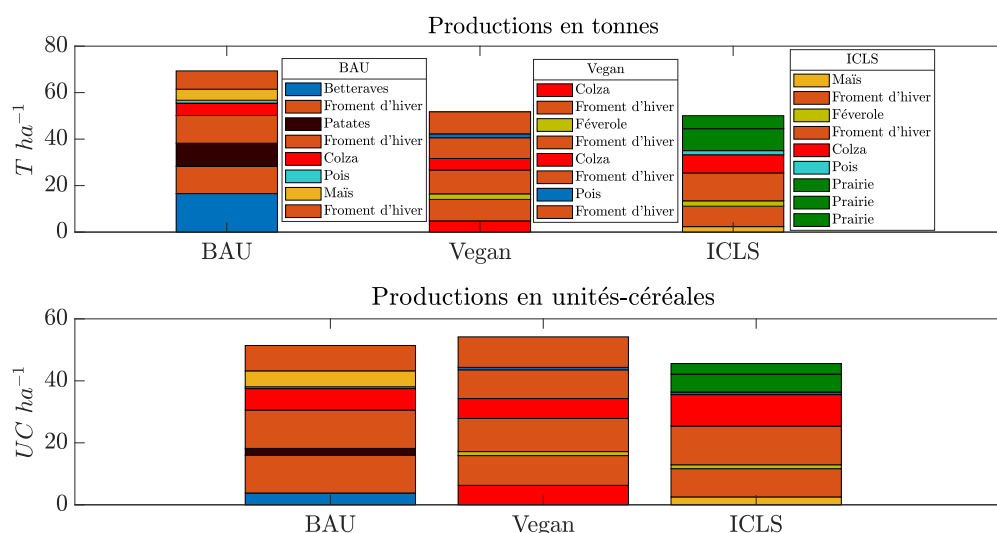 Productions en tonnes
80
60
40
20
0
T ha⁻¹
BAU
Betteraves
Froment d'hiver
Patates
Froment d'hiver
Colza
Pois
Maïs
Froment d'hiver
Vegan
Colza
Froment d'hiver
Féverole
Froment d'hiver
Colza
Froment d'hiver
Pois
Froment d'hiver
ICLS
Maïs
Froment d'hiver
Féverole
Froment d'hiver
Colza
Pois
Prairie
Prairie
Prairie
BAU
Vegan
ICLS
Productions en unités-céréales
60
40
20
0
UC ha⁻¹
BAU
Vegan
ICLS